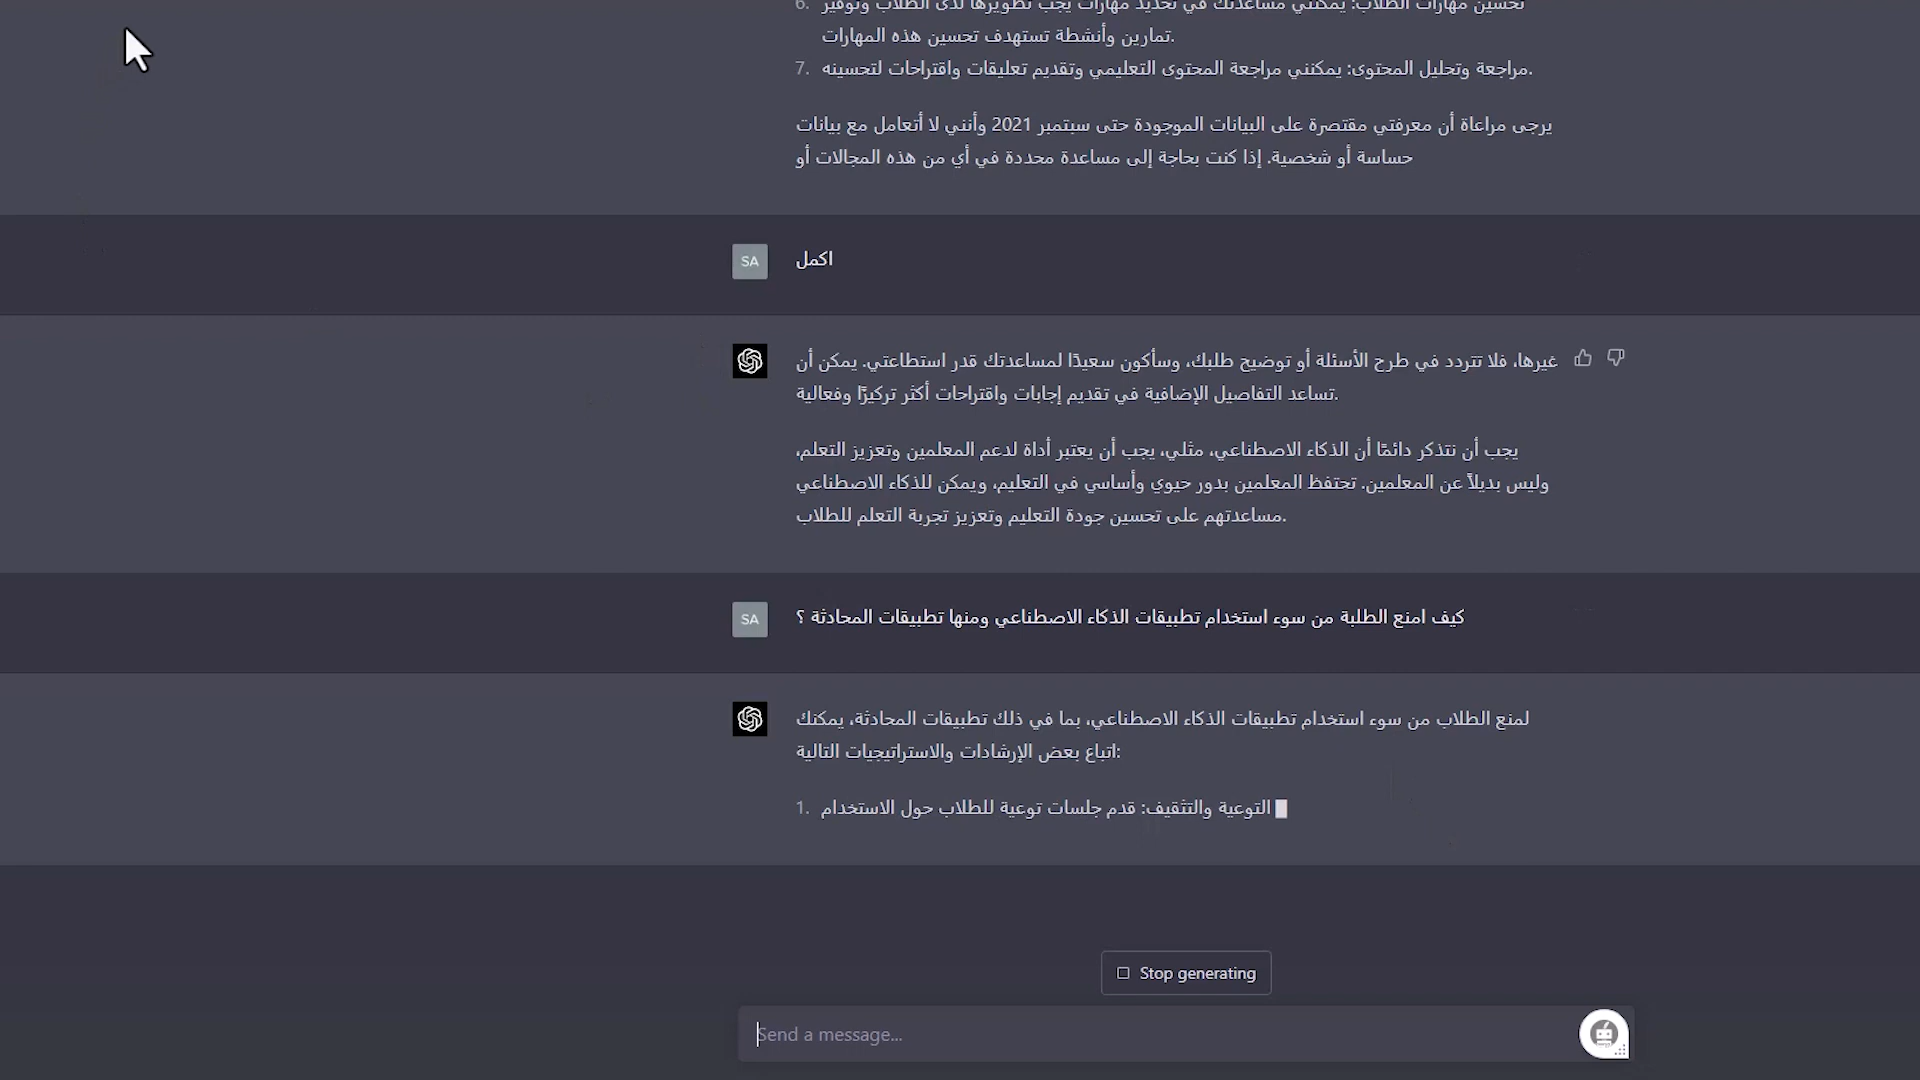 6. تحسين مهارات الطلاب: يمكنني مساعدتك في تحديد مهارات يجب تطويرها لدى الطلاب وتوفير
تمارين وأنشطة تستهدف تحسين هذه المهارات.
7. مراجعة وتحليل المحتوى: يمكنني مراجعة المحتوى التعليمي وتقديم تعليقات واقتراحات لتحسينه.
يرجى مراعاة أن معرفتي مقتصرة على البيانات الموجودة حتى سبتمبر 2021 وأنني لا أتعامل مع بيانات
حساسة أو شخصية. إذا كنت بحاجة إلى مساعدة محددة في أي من هذه المجالات أو
SA
اكمل
غيرها، فلا تتردد في طرح الأسئلة أو توضيح طلبك، وسأكون سعيدًا لمساعدتك قدر استطاعتي. يمكن أن
تساعد التفاصيل الإضافية في تقديم إجابات واقتراحات أكثر تركيزًا وفعالية.
يجب أن نتذكر دائمًا أن الذكاء الاصطناعي، مثلي، يجب أن يعتبر أداة لدعم المعلمين وتعزيز التعلم،
وليس بديلاً عن المعلمين. تحتفظ المعلمين بدور حيوي وأساسي في التعليم، ويمكن للذكاء الاصطناعي
مساعدتهم على تحسين جودة التعليم وتعزيز تجربة التعلم للطلاب.
SA
كيف امنع الطلبة من سوء استخدام تطبيقات الذكاء الاصطناعي ومنها تطبيقات المحادثة ؟
لمنع الطلاب من سوء استخدام تطبيقات الذكاء الاصطناعي، بما في ذلك تطبيقات المحادثة، يمكنك
اتباع بعض الإرشادات والاستراتيجيات التالية:
1. التوعية والتثقيف: قدم جلسات توعية للطلاب حول الاستخدام
Stop generating
Send a message...